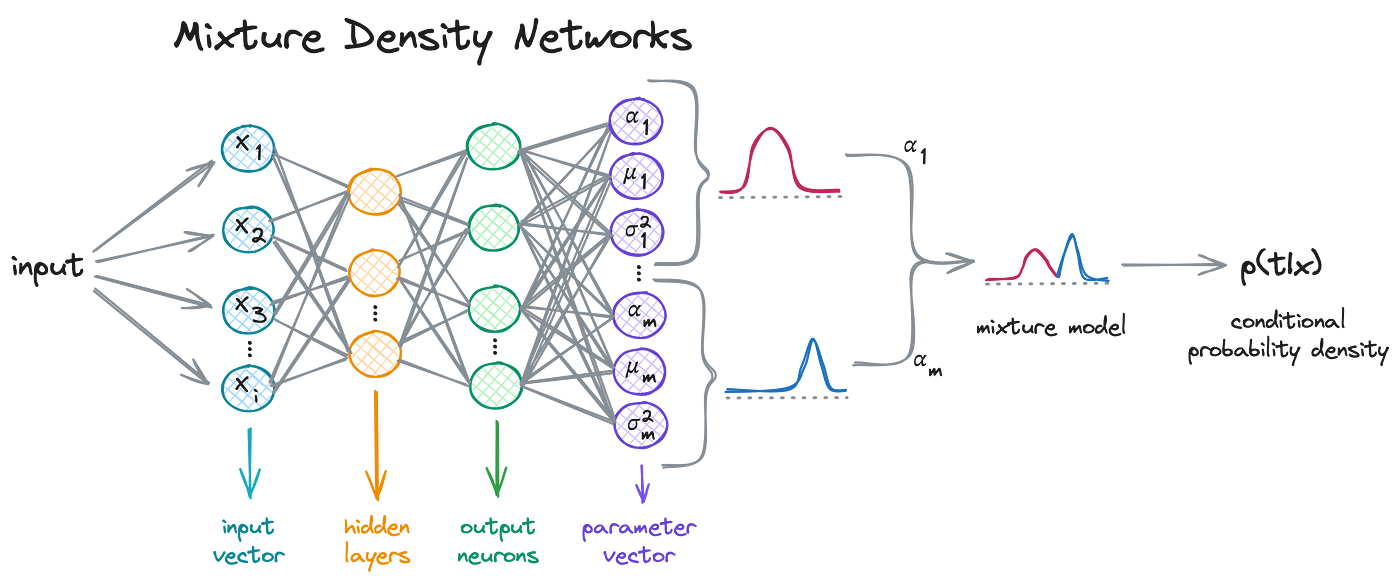 Mixture Density Networks
input
x1
x2
x3
xi
α1
μ1
σ²1
αm
μm
σ²m
α1
αm
mixture model
p(t|x)
conditional
probability density
input
vector
hidden
layers
output
neurons
parameter
vector